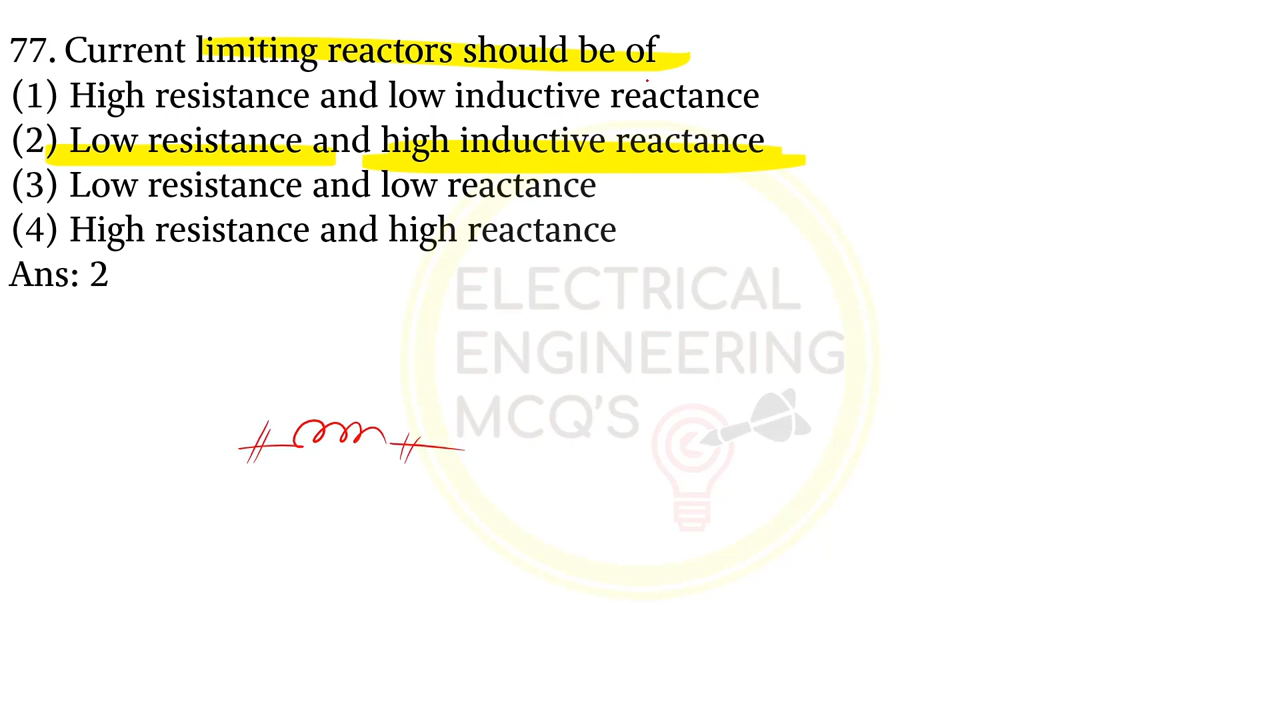 77. Current limiting reactors should be of
(1) High resistance and low inductive reactance
(2) Low resistance and high inductive reactance
(3) Low resistance and low reactance
(4) High resistance and high reactance
Ans: 2
ELECTRICAL
ENGINEERING
MCQ'S